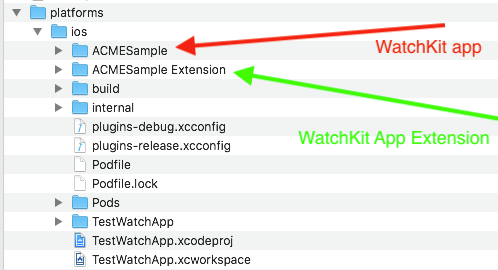 platforms
ios
ACMESample
WatchKit app
ACMESample Extension
build
internal
plugins-debug.xcconfig
plugins-release.xcconfig
WatchKit App Extension
Podfile
Podfile.lock
Pods
TestWatchApp
TestWatchApp.xcodeproj
TestWatchApp.xcworkspace